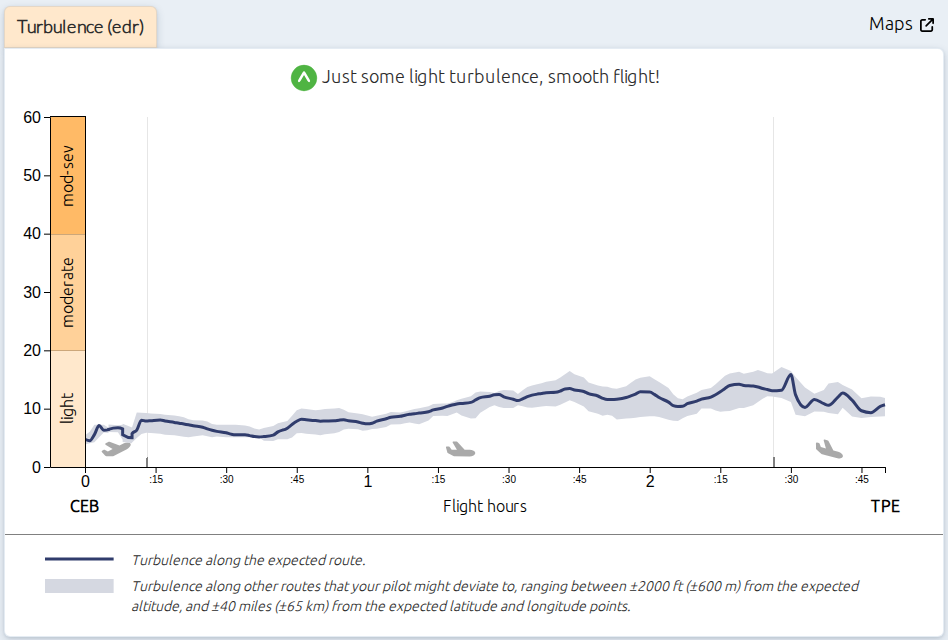 Turbulence (edr)
Maps
Just some light turbulence, smooth flight!
60
50
40
30
20
10
0
mod-sev
moderate
light
0 :15 :30 :45 1 :15 :30 :45 2 :15 :30 :45
CEB Flight hours TPE
Turbulence along the expected route.
Turbulence along other routes that your pilot might deviate to, ranging between ±2000 ft (±600 m) from the expected
altitude, and ±40 miles (±65 km) from the expected latitude and longitude points.